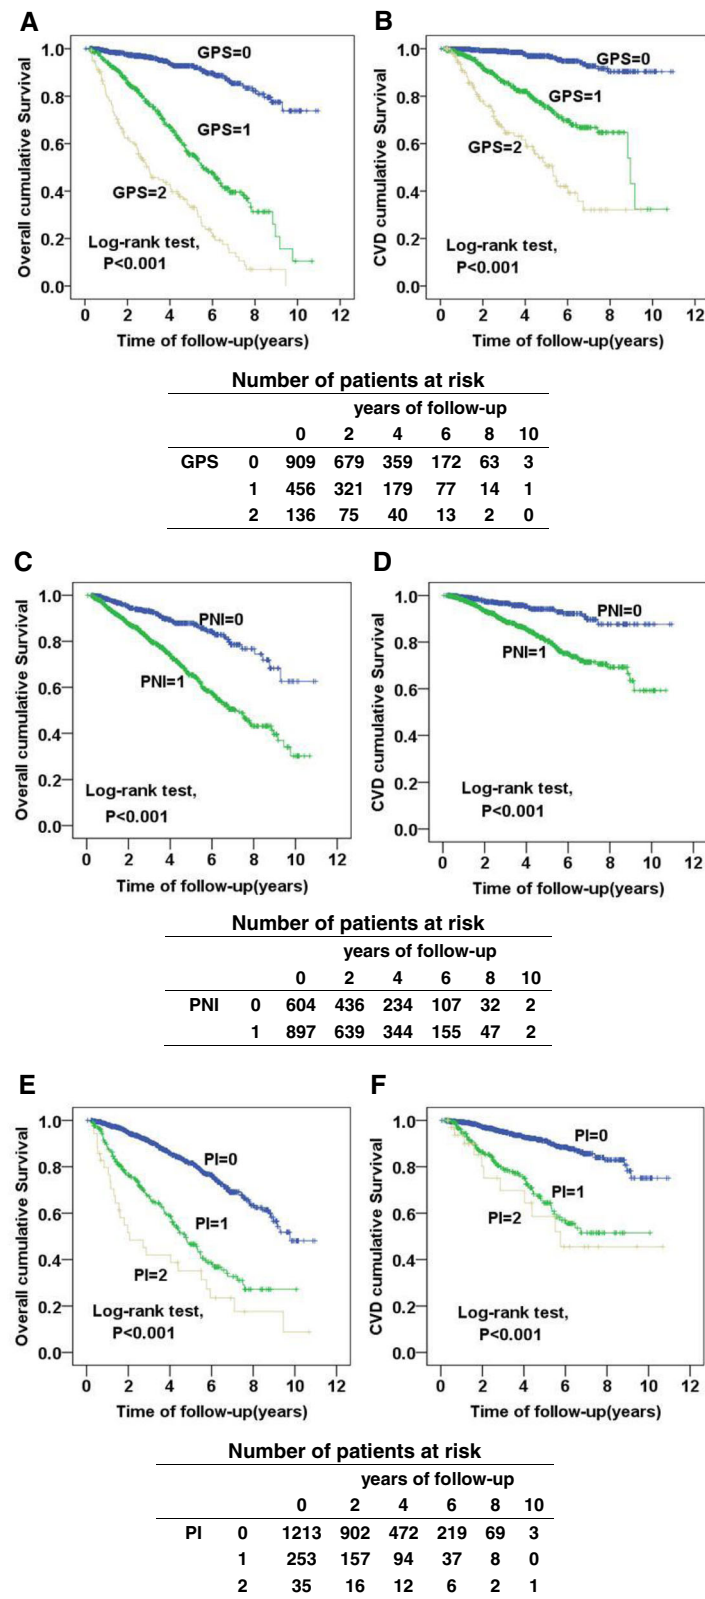 A
Overall cumulative Survival
1.0
0.8
0.6
0.4
0.2
0.0
GPS=0
GPS=1
GPS=2
Log-rank test,
P<0.001
0 2 4 6 8 10 12
Time of follow-up(years)
B
CVD cumulative Survival
1.0
0.8
0.6
0.4
0.2
0.0
GPS=0
GPS=1
GPS=2
Log-rank test,
P<0.001
0 2 4 6 8 10 12
Time of follow-up(years)
Number of patients at risk
years of follow-up
0 2 4 6 8 10
GPS 0 909 679 359 172 63 3
1 456 321 179 77 14 1
2 136 75 40 13 2 0
C
Overall cumulative Survival
1.0
0.8
0.6
0.4
0.2
0.0
PNI=0
PNI=1
Log-rank test,
P<0.001
0 2 4 6 8 10 12
Time of follow-up(years)
D
CVD cumulative Survival
1.0
0.8
0.6
0.4
0.2
0.0
PNI=0
PNI=1
Log-rank test,
P<0.001
0 2 4 6 8 10 12
Time of follow-up(years)
Number of patients at risk
years of follow-up
0 2 4 6 8 10
PNI 0 604 436 234 107 32 2
1 897 639 344 155 47 2
E
Overall cumulative Survival
1.0
0.8
0.6
0.4
0.2
0.0
PI=0
PI=1
PI=2
Log-rank test,
P<0.001
0 2 4 6 8 10 12
Time of follow-up(years)
F
CVD cumulative Survival
1.0
0.8
0.6
0.4
0.2
0.0
PI=0
PI=1
PI=2
Log-rank test,
P<0.001
0 2 4 6 8 10 12
Time of follow-up(years)
Number of patients at risk
years of follow-up
0 2 4 6 8 10
PI 0 1213 902 472 219 69 3
1 253 157 94 37 8 0
2 35 16 12 6 2 1